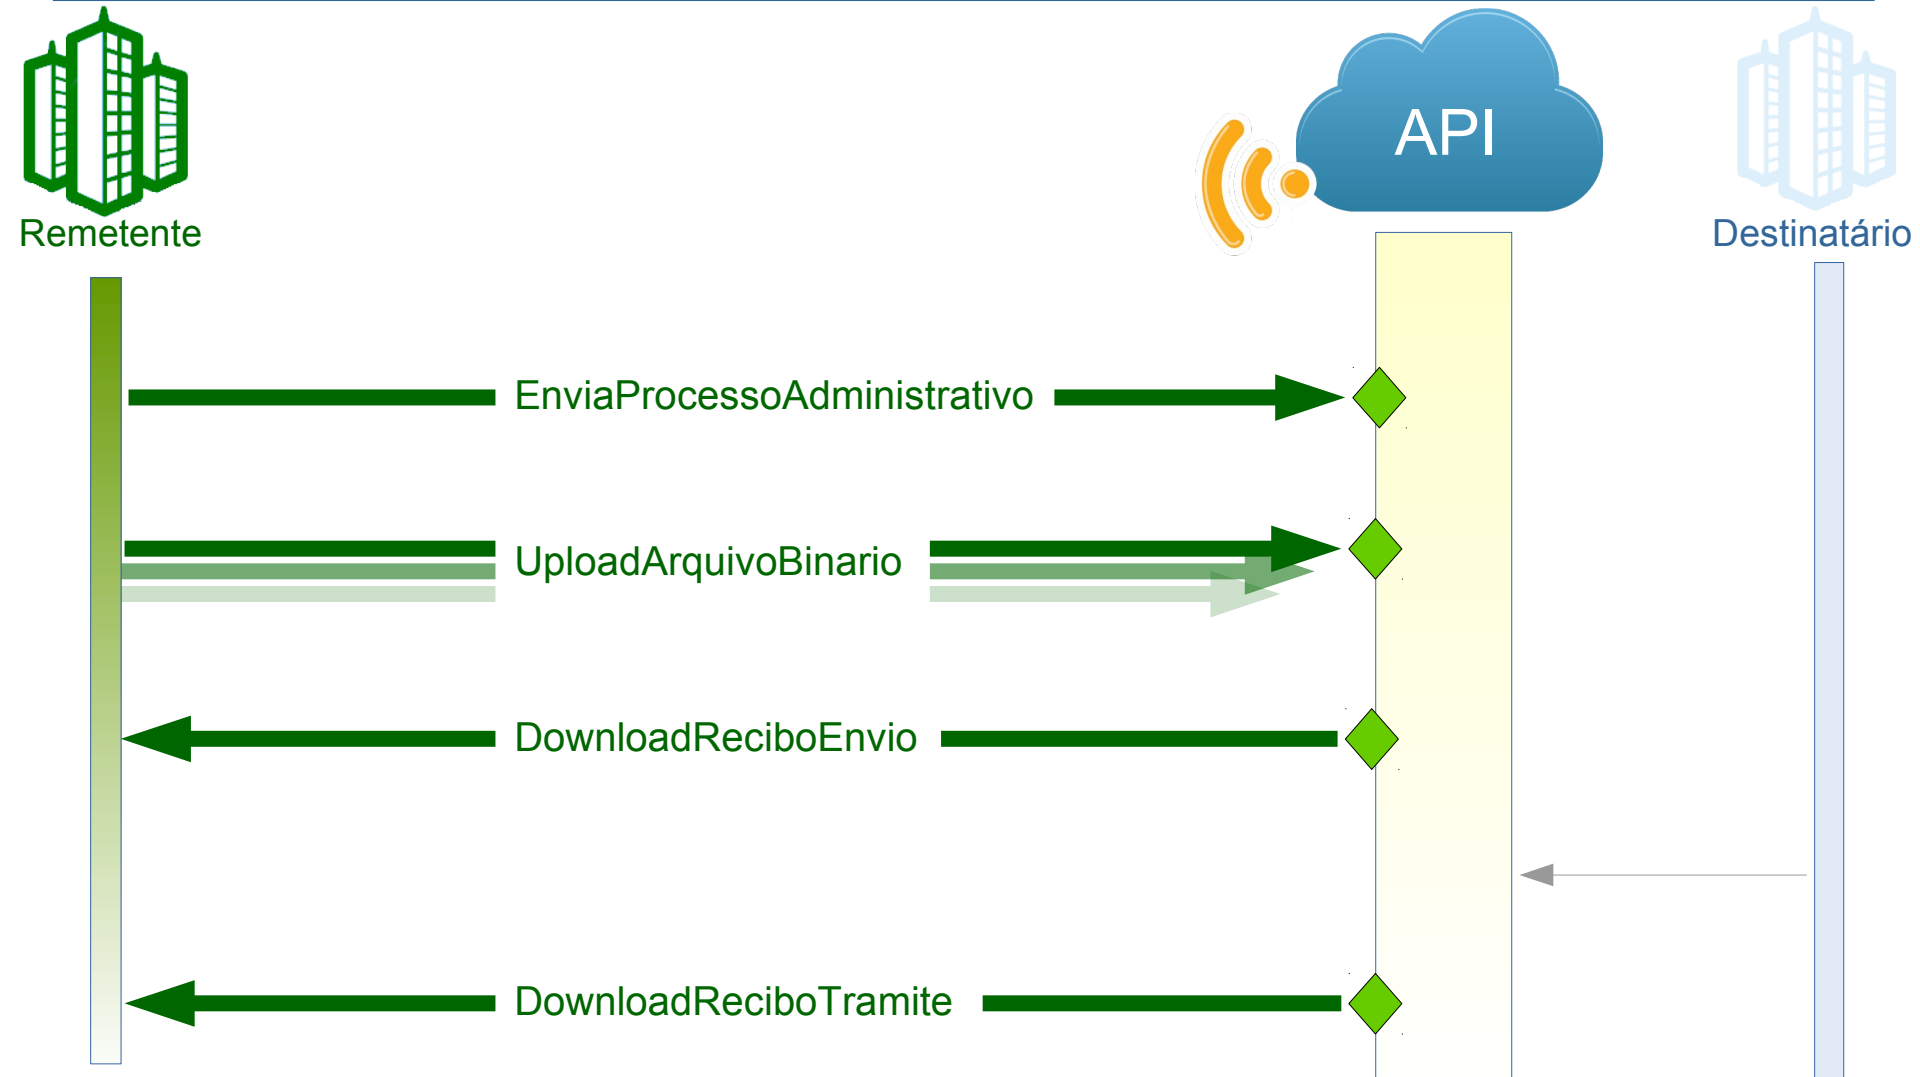 API
Remetente
Destinatário
EnviaProcessoAdministrativo
UploadArquivoBinario
DownloadReciboEnvio
DownloadReciboTramite